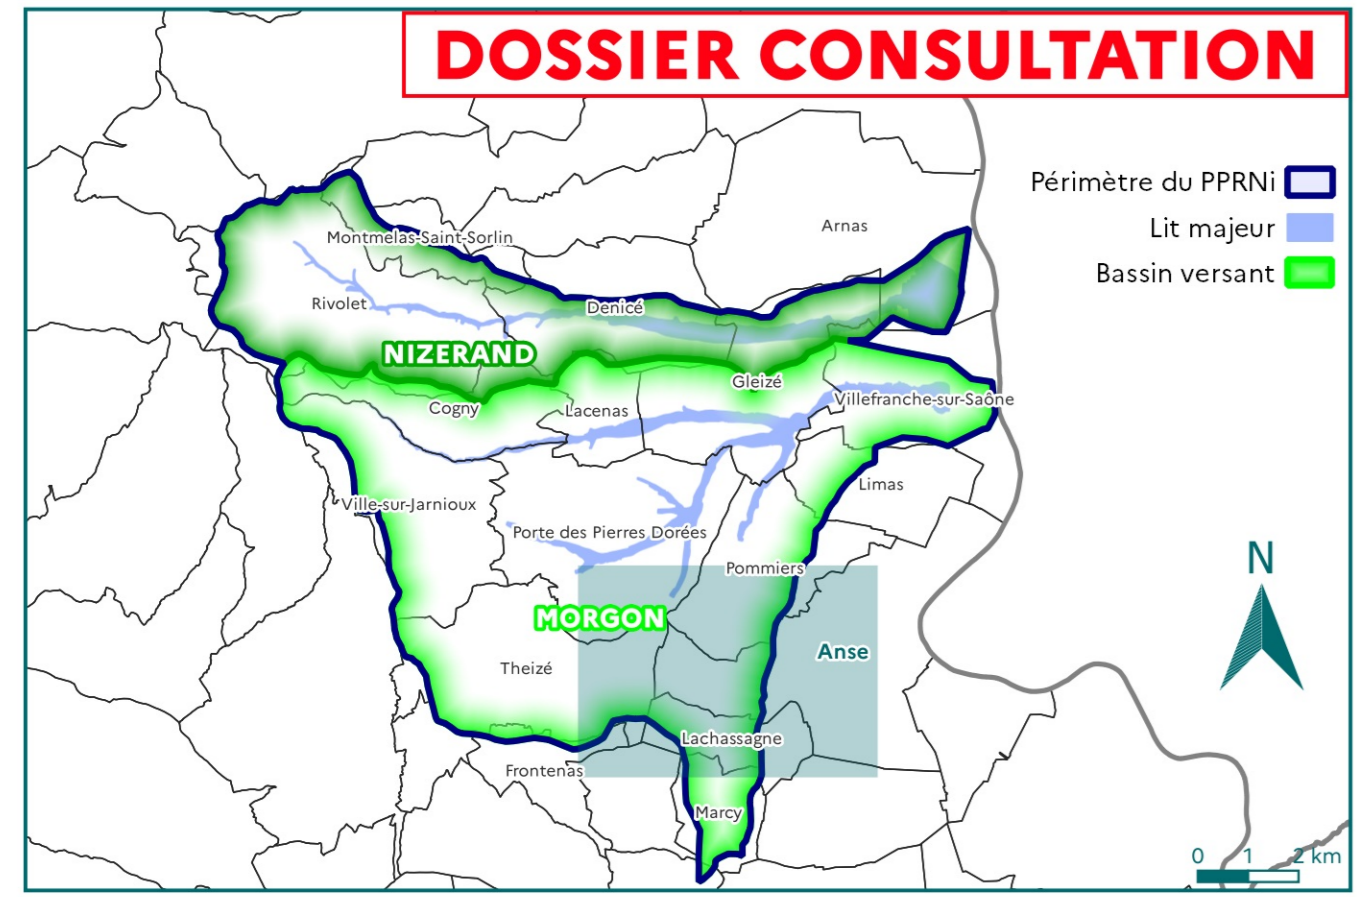 DOSSIER CONSULTATION
Périmètre du PPRNi
Lit majeur
Bassin versant
Arnas
Montmelas-Saint-Sorlin
Rivolet
Denicé
NIZERAND
Gleizé
Villefranche-sur-Saône
Cogny
Lacenas
Limas
Ville-sur-Jarnioux
Porte des Pierres Dorées
Pommiers
N
MORGON
Anse
Theizé
Lachassagne
Frontenas
Marcy
0 1 2 km